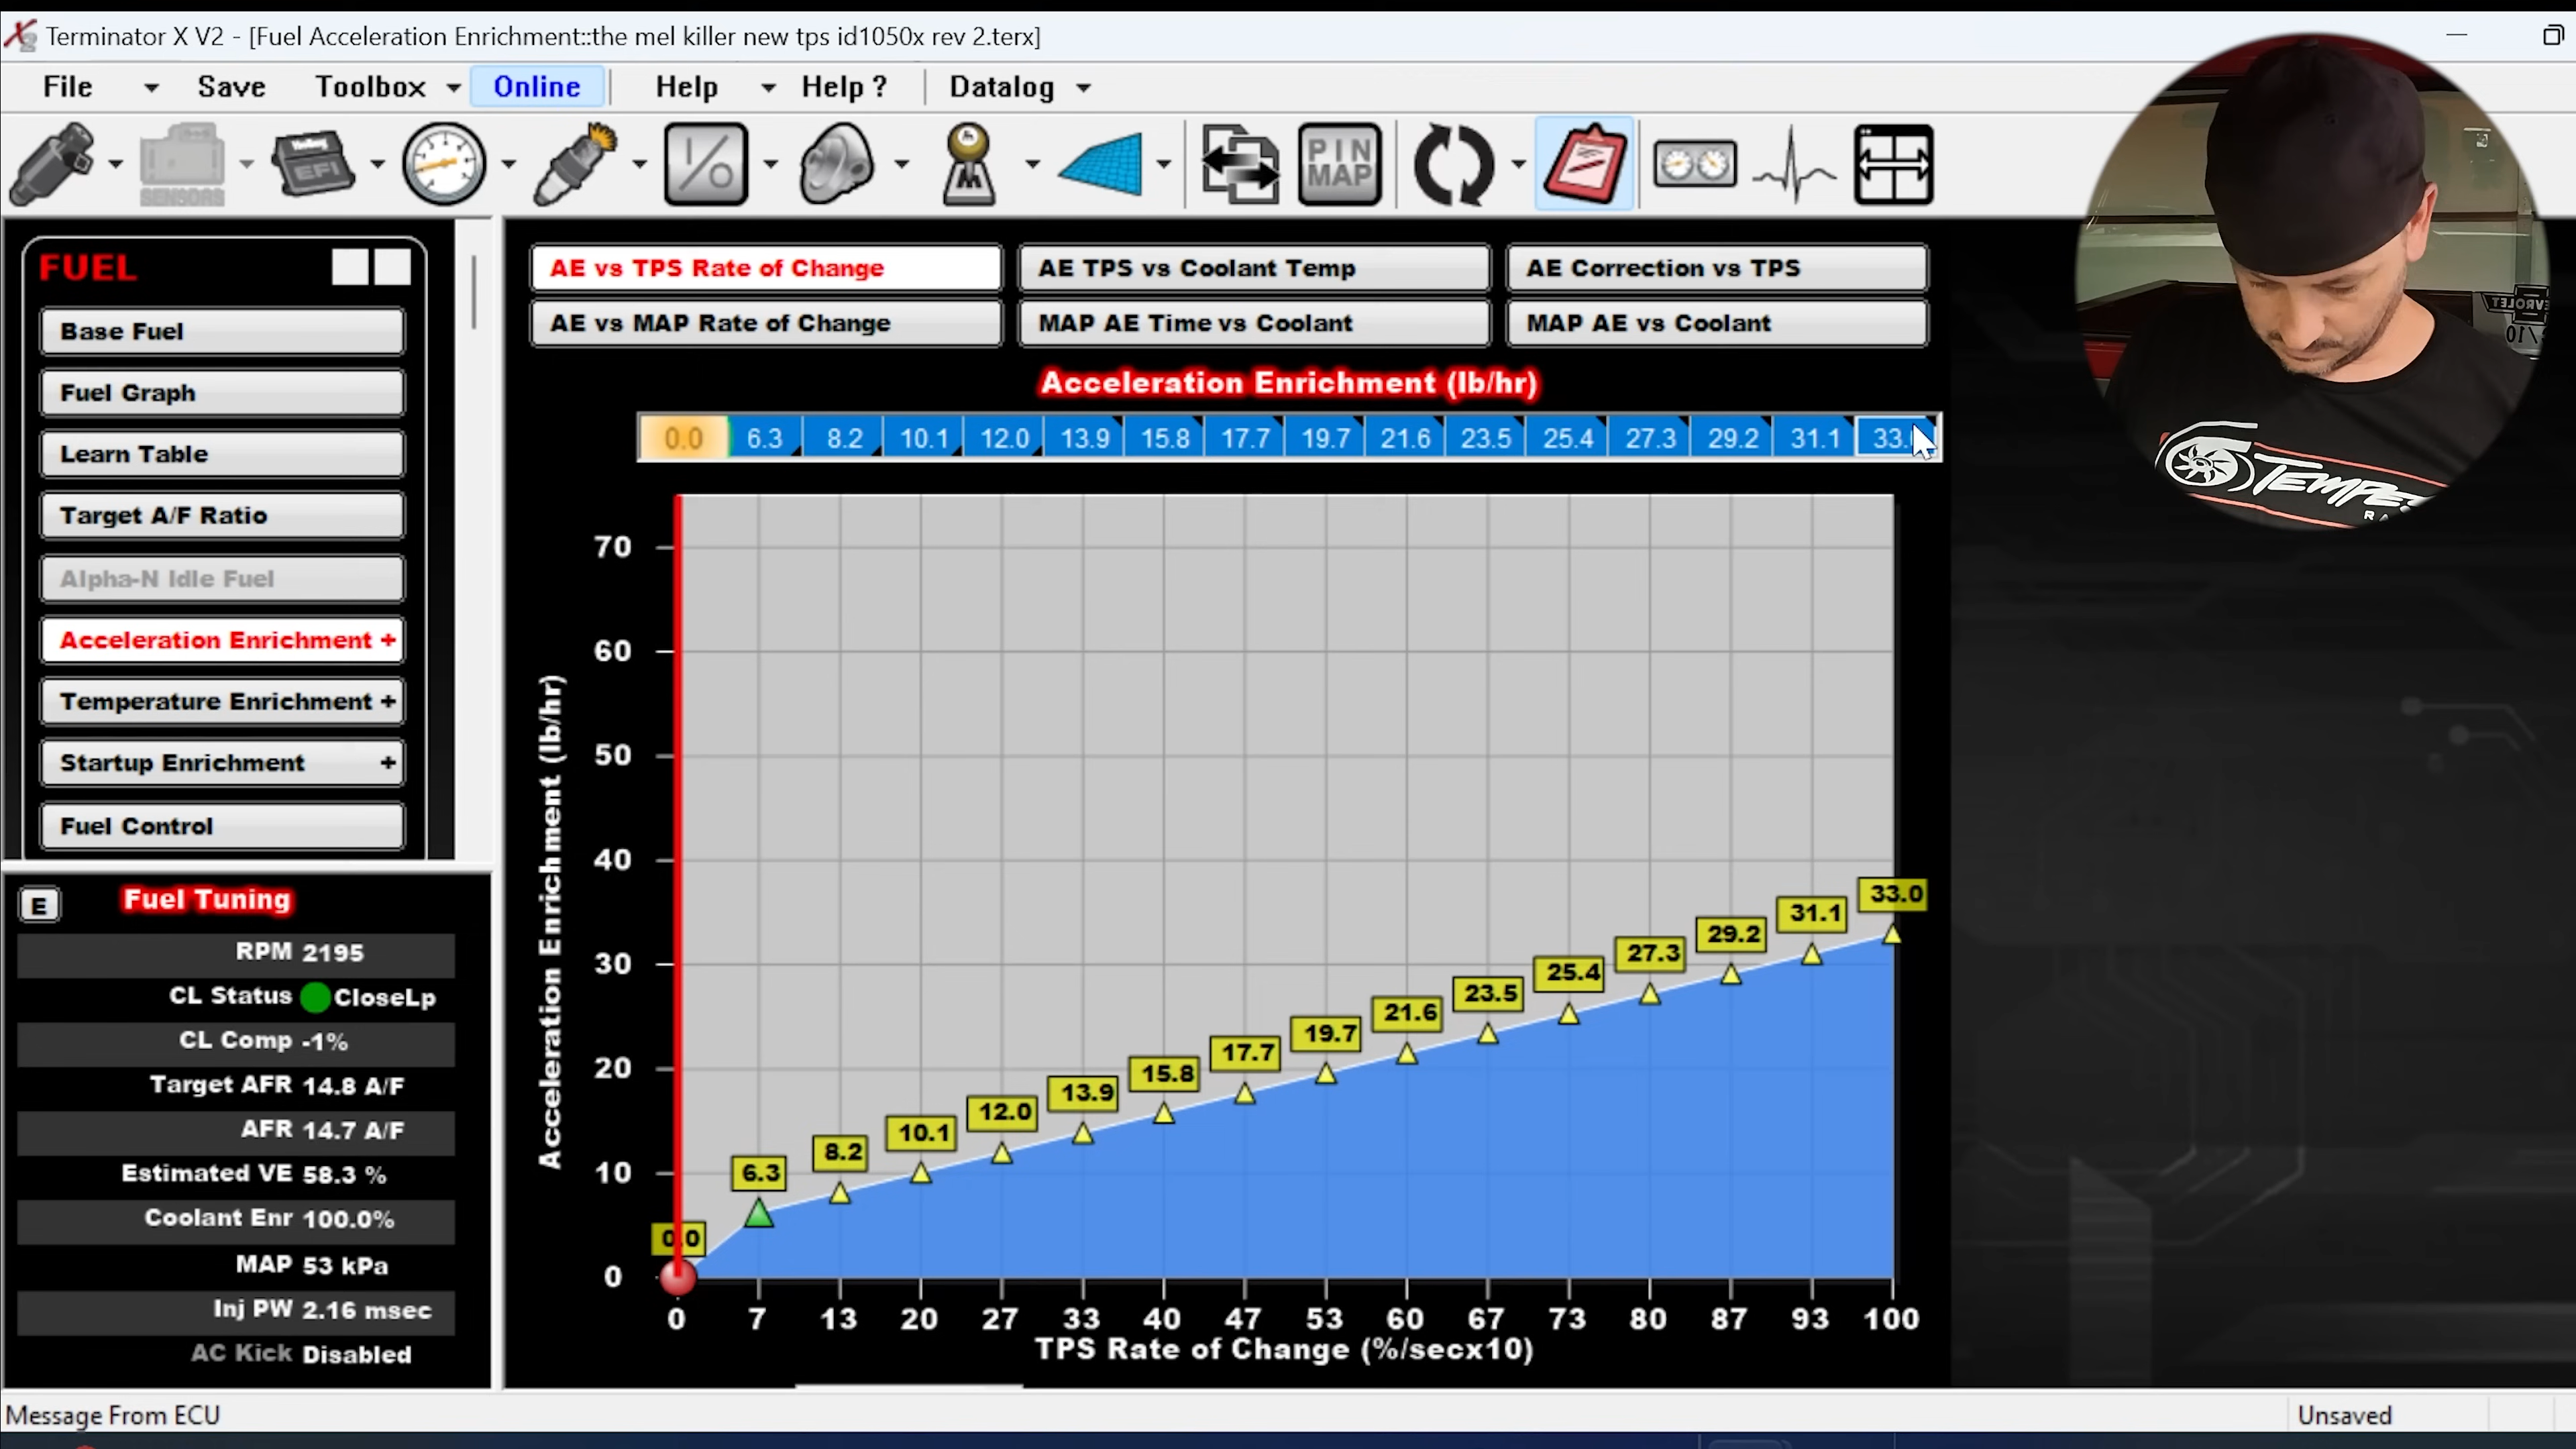 Terminator X V2 - [Fuel Acceleration Enrichment::the mel killer new tps id1050x rev 2.terx]
File Save Toolbox Online Help Help ? Datalog
SENSORS Holley EFI I/O PIN MAP
FUEL
Base Fuel
Fuel Graph
Learn Table
Target A/F Ratio
Alpha-N Idle Fuel
Acceleration Enrichment +
Temperature Enrichment +
Startup Enrichment +
Fuel Control
E Fuel Tuning
RPM 2195
CL Status CloseLp
CL Comp -1%
Target AFR 14.8 A/F
AFR 14.7 A/F
Estimated VE 58.3 %
Coolant Enr 100.0%
MAP 53 kPa
Inj PW 2.16 msec
AC Kick Disabled
AE vs TPS Rate of Change AE TPS vs Coolant Temp AE Correction vs TPS
AE vs MAP Rate of Change MAP AE Time vs Coolant MAP AE vs Coolant
Acceleration Enrichment (lb/hr)
0.0 6.3 8.2 10.1 12.0 13.9 15.8 17.7 19.7 21.6 23.5 25.4 27.3 29.2 31.1 33.
Acceleration Enrichment (lb/hr)
70
60
50
40
30
20
10
0
0.0 6.3 8.2 10.1 12.0 13.9 15.8 17.7 19.7 21.6 23.5 25.4 27.3 29.2 31.1 33.0
0 7 13 20 27 33 40 47 53 60 67 73 80 87 93 100
TPS Rate of Change (%/secx10)
Message From ECU Unsaved